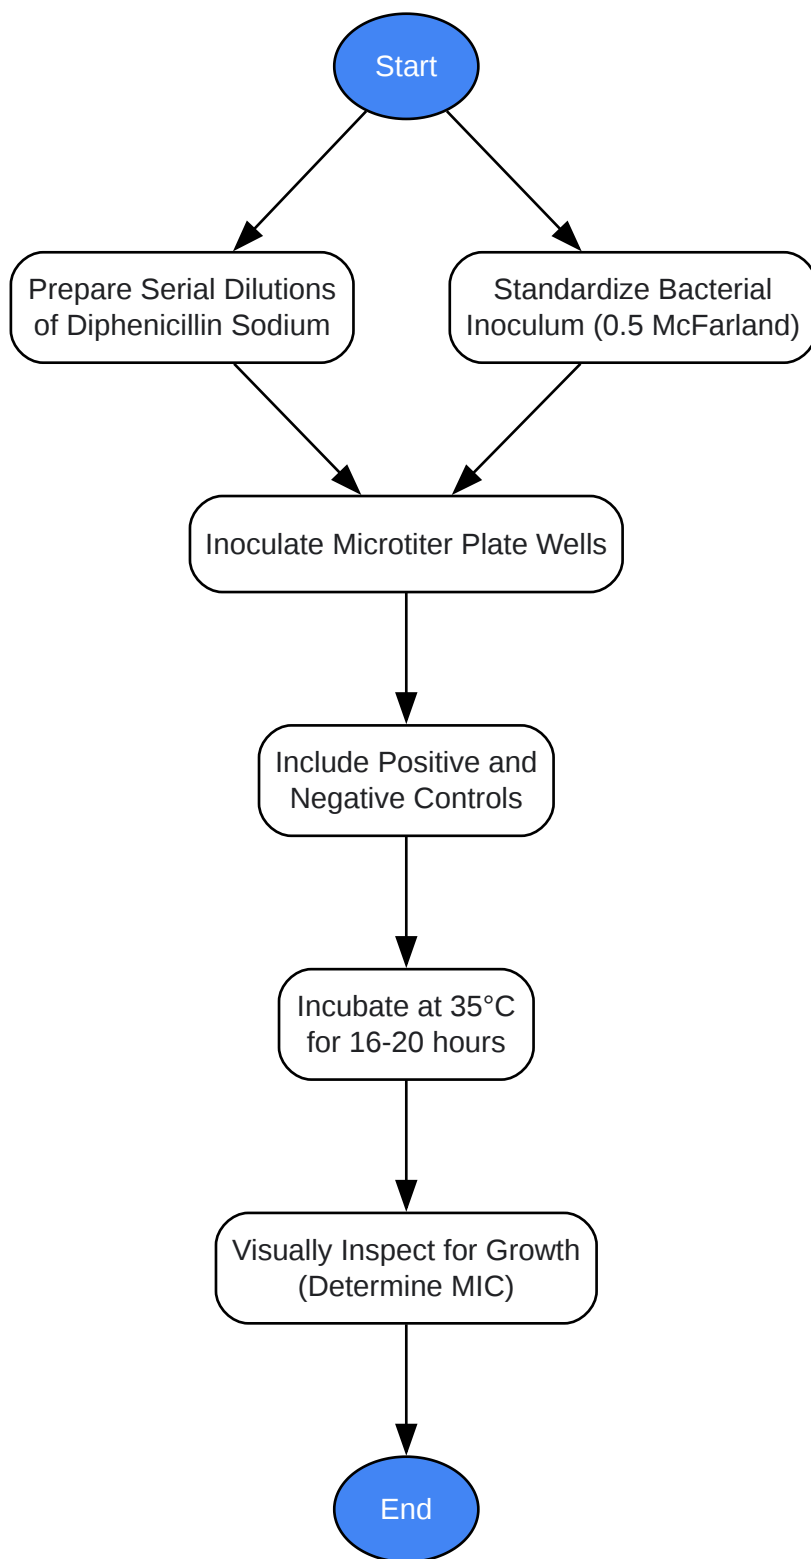 Start
Prepare Serial Dilutions
of Diphenicillin Sodium
Standardize Bacterial
Inoculum (0.5 McFarland)
Inoculate Microtiter Plate Wells
Include Positive and
Negative Controls
Incubate at 35°C
for 16-20 hours
Visually Inspect for Growth
(Determine MIC)
End